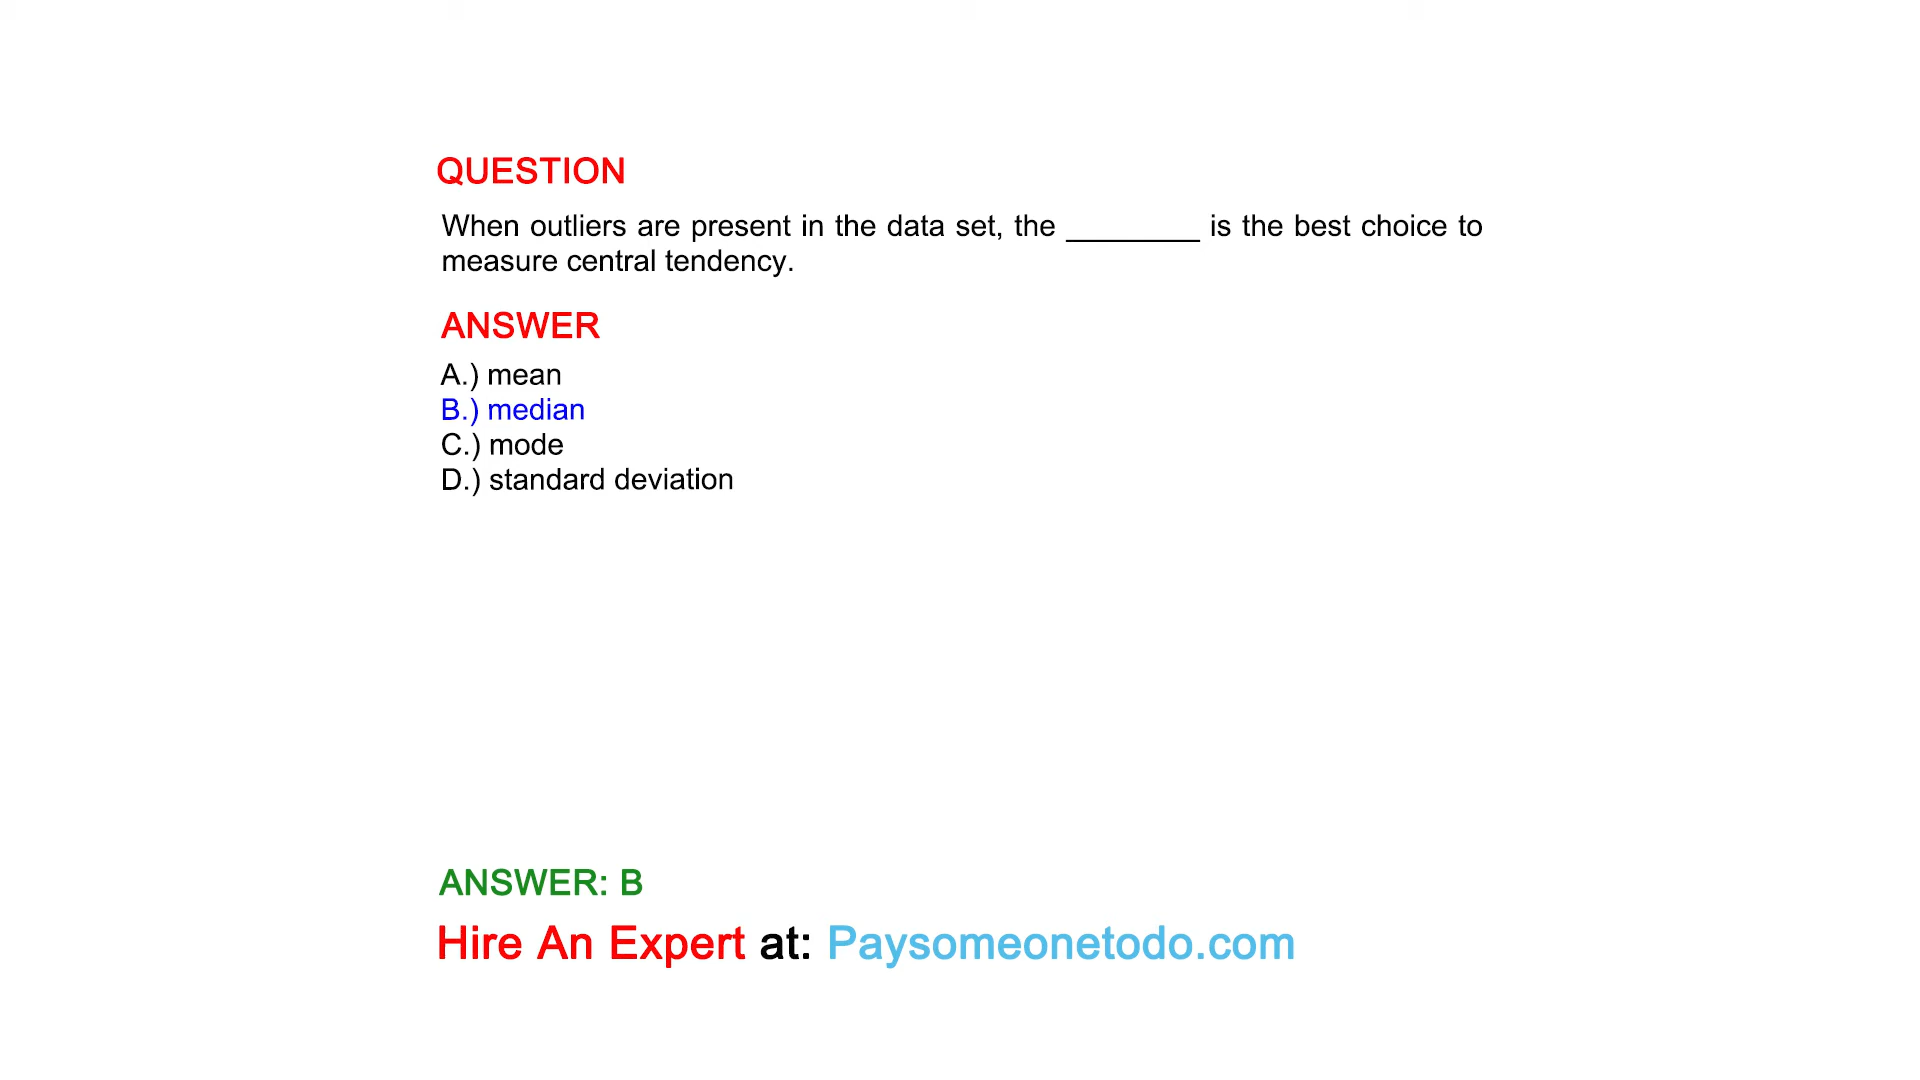 QUESTION
When outliers are present in the data set, the ________ is the best choice to
measure central tendency.
ANSWER
A.) mean
B.) median
C.) mode
D.) standard deviation
ANSWER: B
Hire An Expert at: Paysomeonetodo.com